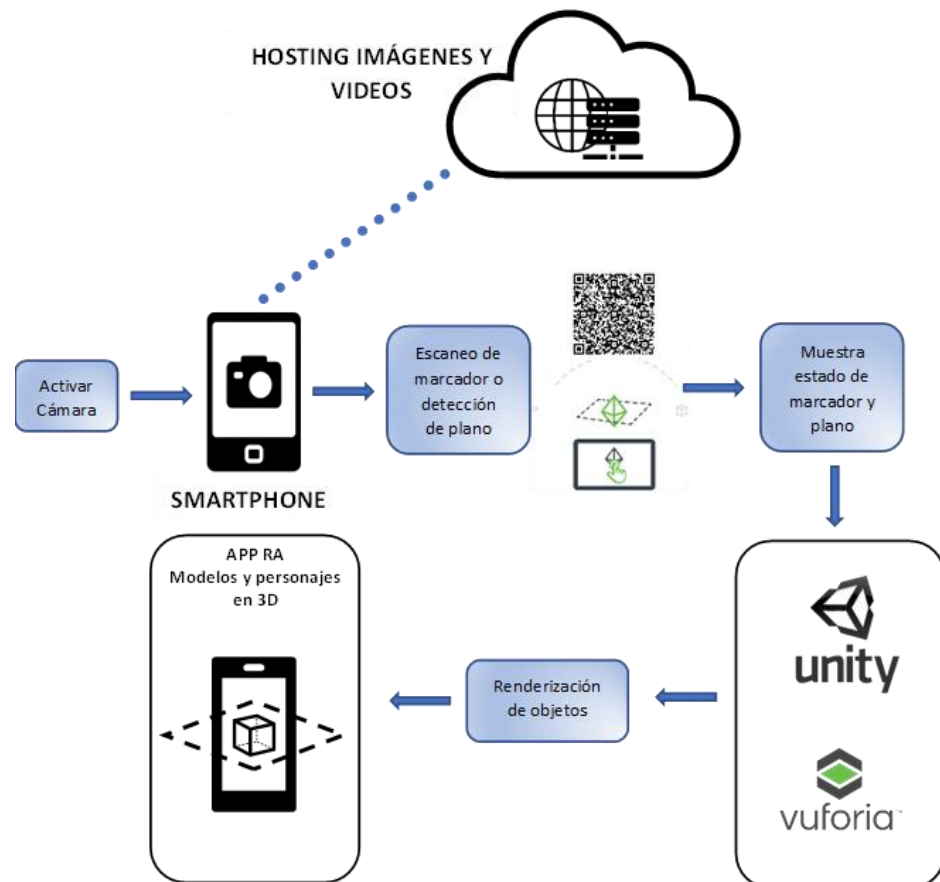 HOSTING IMÁGENES Y
VIDEOS
Activar
Cámara
SMARTPHONE
Escaneo de
marcador o
detección
de plano
Muestra
estado de
marcador y
plano
unity
vuforia™
Renderización
de objetos
APP RA
Modelos y personajes
en 3D